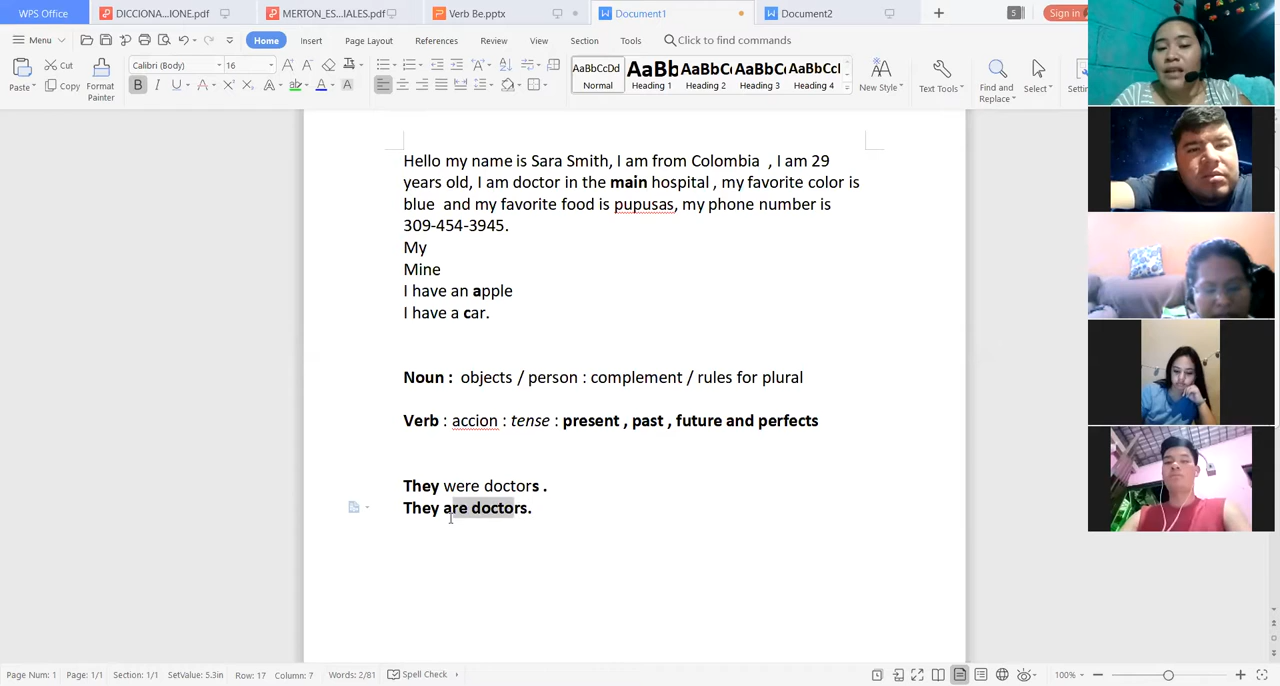 WPS Office
DICCIONA...IONE.pdf
MERTON_ES...IALES.pdf
Verb Be.pptx
Document1
Document2
S
Sign in
Menu
Home
Insert
Page Layout
References
Review
View
Section
Tools
Click to find commands
Paste
Cut
Copy
Format Painter
Calibri (Body)
16
AaBbCcDd
Normal
AaBb
Heading 1
AaBbC
Heading 2
AaBbC
Heading 3
AaBbCcI
Heading 4
New Style
Text Tools
Find and Replace
Select
Hello my name is Sara Smith, I am from Colombia , I am 29
years old, I am doctor in the main hospital , my favorite color is
blue and my favorite food is pupusas, my phone number is
309-454-3945.
My
Mine
I have an apple
I have a car.
Noun : objects / person : complement / rules for plural
Verb : accion : tense : present , past , future and perfects
They were doctors .
They are doctors.
Page Num: 1 Page: 1/1 Section: 1/1 SetValue: 5.3in Row: 17 Column: 7 Words: 2/81 Spell Check
100%